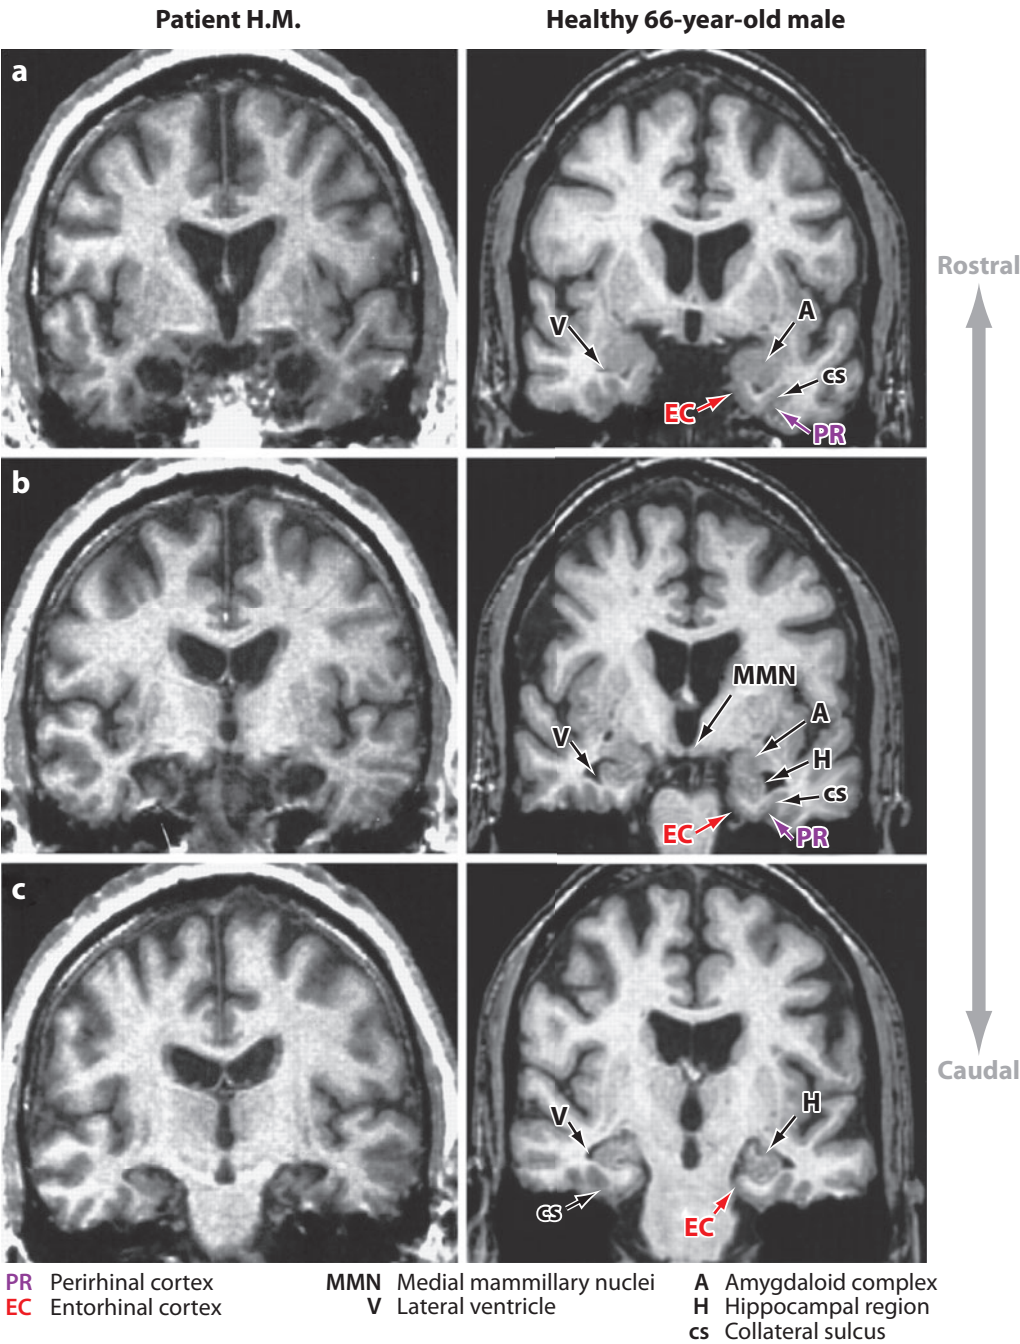 Patient H.M. Healthy 66-year-old male
a
Rostral
V
A
cs
EC
PR
b
MMN
V
A
H
cs
EC
PR
c
Caudal
V
H
cs
EC
PR Perirhinal cortex MMN Medial mammillary nuclei A Amygdaloid complex
EC Entorhinal cortex V Lateral ventricle H Hippocampal region
cs Collateral sulcus